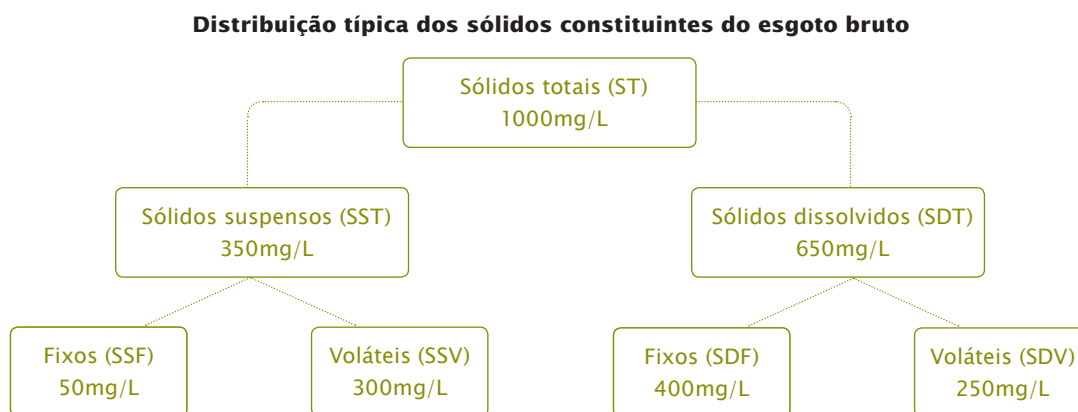 Distribuição típica dos sólidos constituintes do esgoto bruto
Sólidos totais (ST)
1000mg/L
Sólidos suspensos (SST)
350mg/L
Sólidos dissolvidos (SDT)
650mg/L
Fixos (SSF)
50mg/L
Voláteis (SSV)
300mg/L
Fixos (SDF)
400mg/L
Voláteis (SDV)
250mg/L